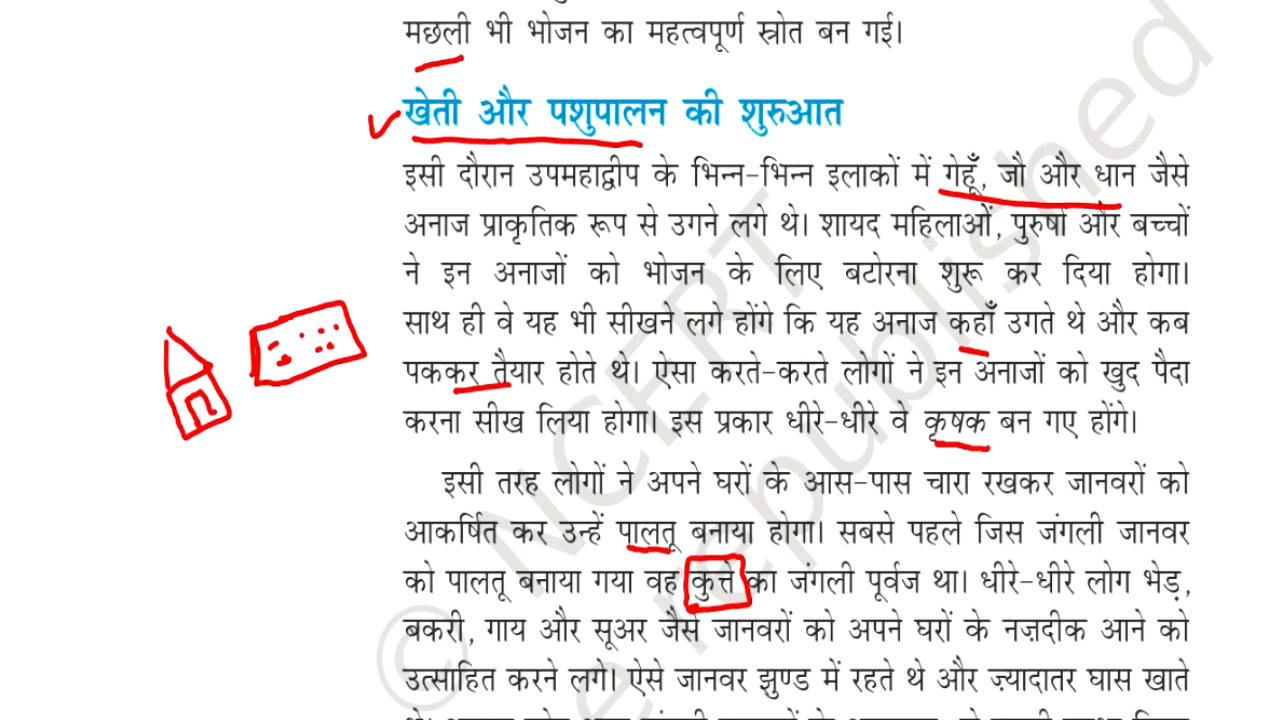 मछली भी भोजन का महत्वपूर्ण स्रोत बन गई।
खेती और पशुपालन की शुरुआत
इसी दौरान उपमहाद्वीप के भिन्न-भिन्न इलाकों में गेहूँ, जौ और धान जैसे
अनाज प्राकृतिक रूप से उगने लगे थे। शायद महिलाओं, पुरुषों और बच्चों
ने इन अनाजों को भोजन के लिए बटोरना शुरू कर दिया होगा।
साथ ही वे यह भी सीखने लगे होंगे कि यह अनाज कहाँ उगते थे और कब
पककर तैयार होते थे। ऐसा करते-करते लोगों ने इन अनाजों को खुद पैदा
करना सीख लिया होगा। इस प्रकार धीरे-धीरे वे कृषक बन गए होंगे।
इसी तरह लोगों ने अपने घरों के आस-पास चारा रखकर जानवरों को
आकर्षित कर उन्हें पालतू बनाया होगा। सबसे पहले जिस जंगली जानवर
को पालतू बनाया गया वह कुत्ते का जंगली पूर्वज था। धीरे-धीरे लोग भेड़,
बकरी, गाय और सूअर जैसे जानवरों को अपने घरों के नज़दीक आने को
उत्साहित करने लगे। ऐसे जानवर झुण्ड में रहते थे और ज़्यादातर घास खाते
© NCERT
be republished